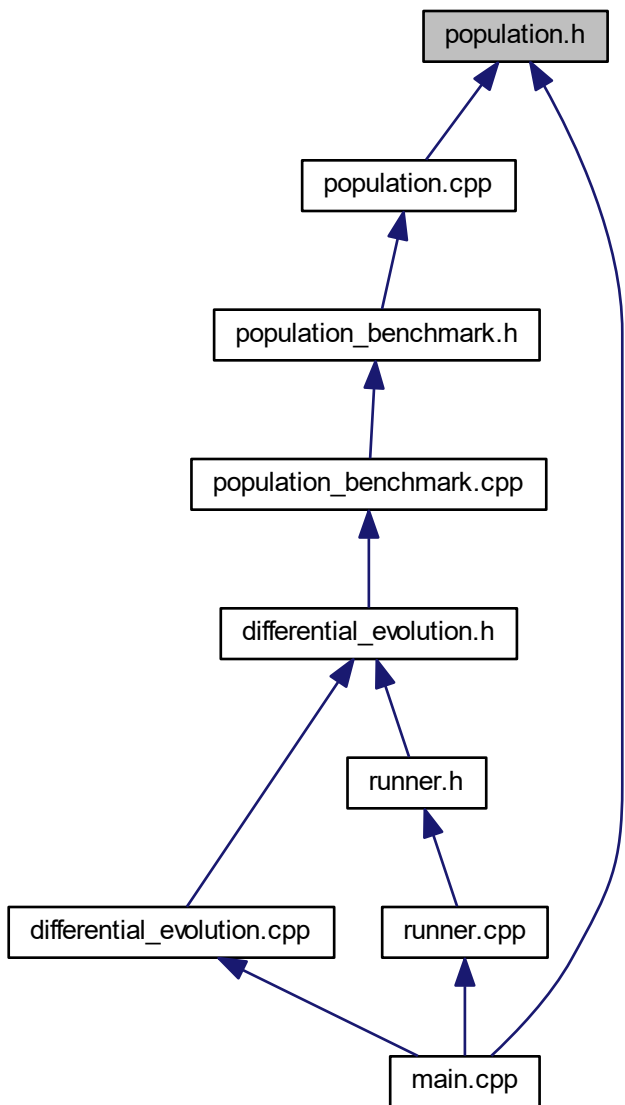 population.h
population.cpp
population_benchmark.h
population_benchmark.cpp
differential_evolution.h
runner.h
differential_evolution.cpp
runner.cpp
main.cpp